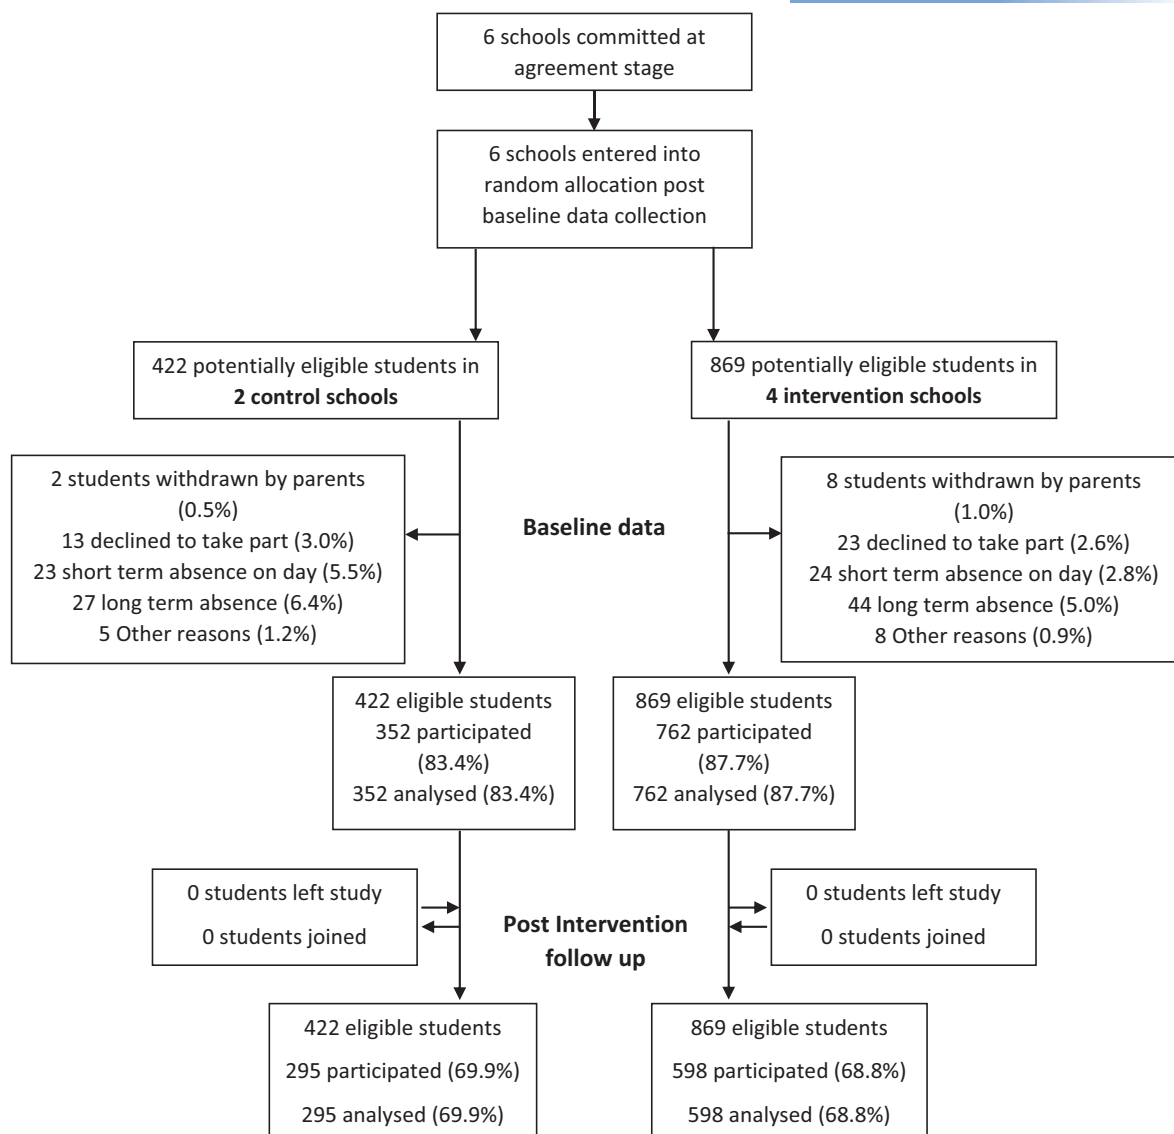 6 schools committed at
agreement stage
6 schools entered into
random allocation post
baseline data collection
422 potentially eligible students in
2 control schools
869 potentially eligible students in
4 intervention schools
2 students withdrawn by parents
(0.5%)
13 declined to take part (3.0%)
23 short term absence on day (5.5%)
27 long term absence (6.4%)
5 Other reasons (1.2%)
Baseline data
8 students withdrawn by parents
(1.0%)
23 declined to take part (2.6%)
24 short term absence on day (2.8%)
44 long term absence (5.0%)
8 Other reasons (0.9%)
422 eligible students
352 participated
(83.4%)
352 analysed (83.4%)
869 eligible students
762 participated
(87.7%)
762 analysed (87.7%)
0 students left study
0 students joined
Post Intervention
follow up
0 students left study
0 students joined
422 eligible students
295 participated (69.9%)
295 analysed (69.9%)
869 eligible students
598 participated (68.8%)
598 analysed (68.8%)